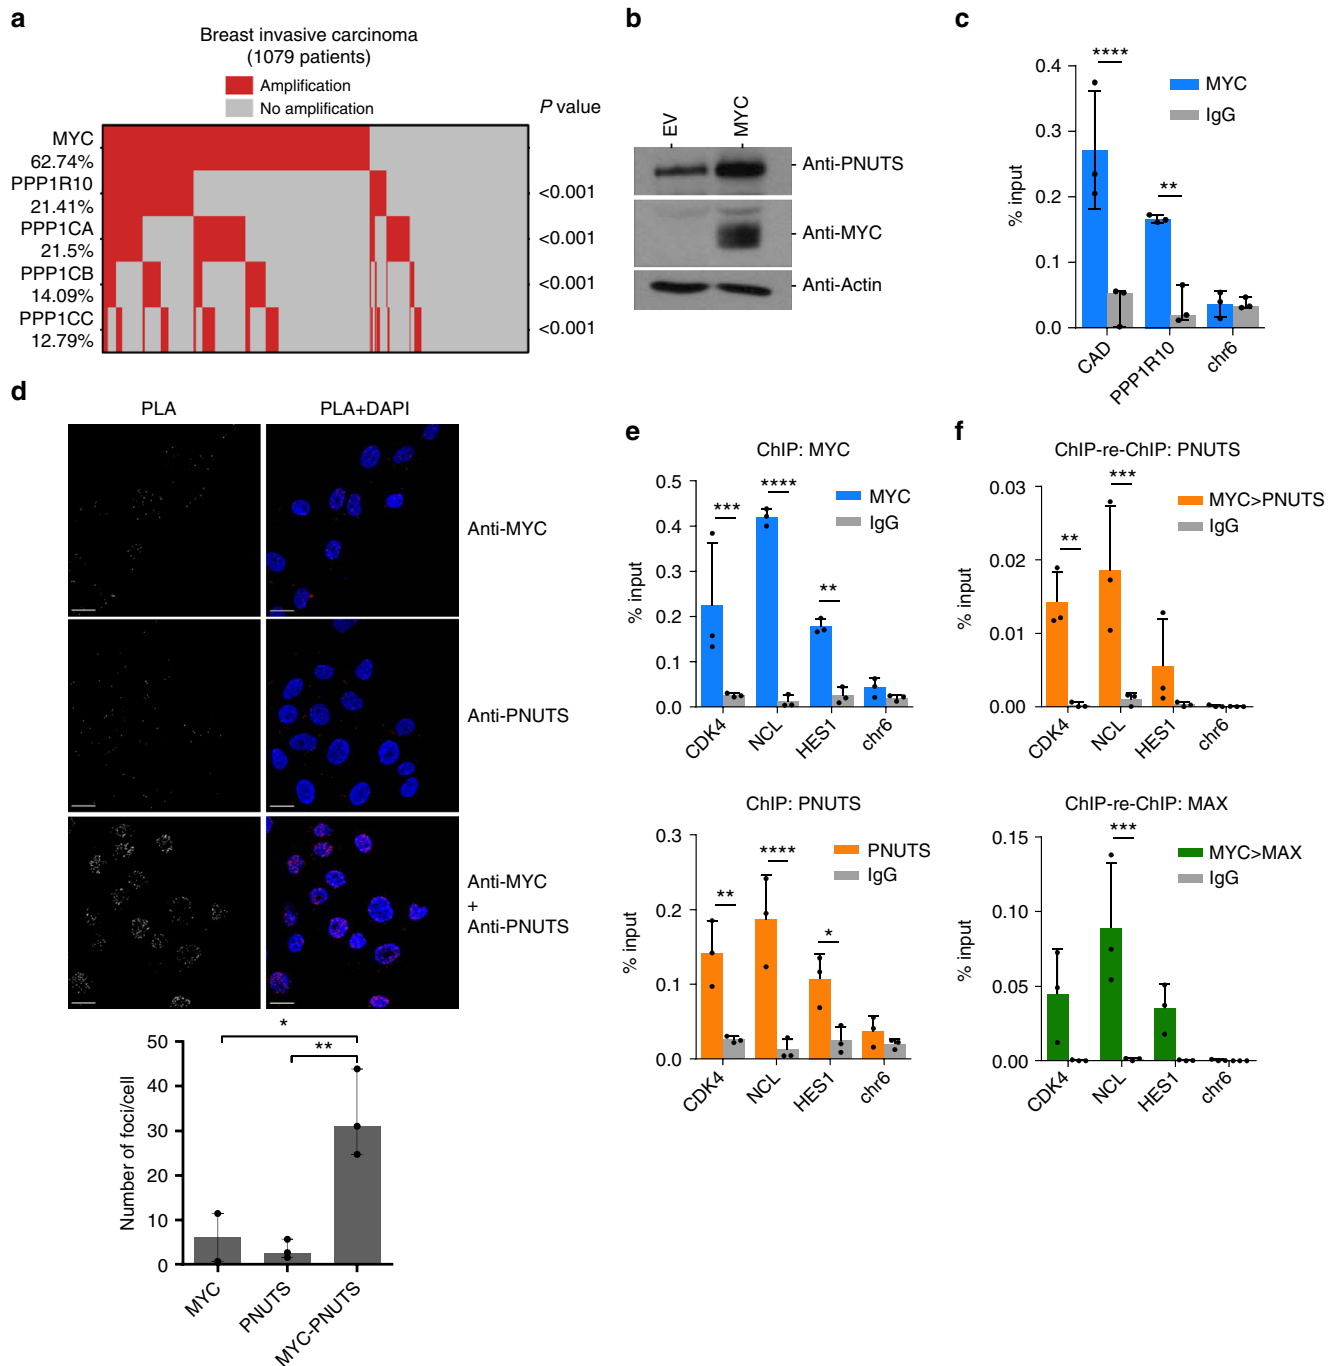 a
Breast invasive carcinoma
(1079 patients)
Amplification
No amplification
P value
MYC
62.74%
PPP1R10
21.41%
<0.001
PPP1CA
21.5%
<0.001
PPP1CB
14.09%
<0.001
PPP1CC
12.79%
<0.001
b
EV
MYC
Anti-PNUTS
Anti-MYC
Anti-Actin
c
****
**
MYC
IgG
% input
0.4
0.3
0.2
0.1
0.0
CAD
PPP1R10
chr6
d
PLA
PLA+DAPI
Anti-MYC
Anti-PNUTS
Anti-MYC
+
Anti-PNUTS
*
**
Number of foci/cell
50
40
30
20
10
0
MYC
PNUTS
MYC-PNUTS
e
ChIP: MYC
***
****
**
MYC
IgG
% input
0.5
0.4
0.3
0.2
0.1
0.0
CDK4
NCL
HES1
chr6
ChIP: PNUTS
**
****
*
PNUTS
IgG
% input
0.3
0.2
0.1
0.0
CDK4
NCL
HES1
chr6
f
ChIP-re-ChIP: PNUTS
**
***
MYC>PNUTS
IgG
% input
0.03
0.02
0.01
0.00
CDK4
NCL
HES1
chr6
ChIP-re-ChIP: MAX
***
MYC>MAX
IgG
% input
0.15
0.10
0.05
0.00
CDK4
NCL
HES1
chr6